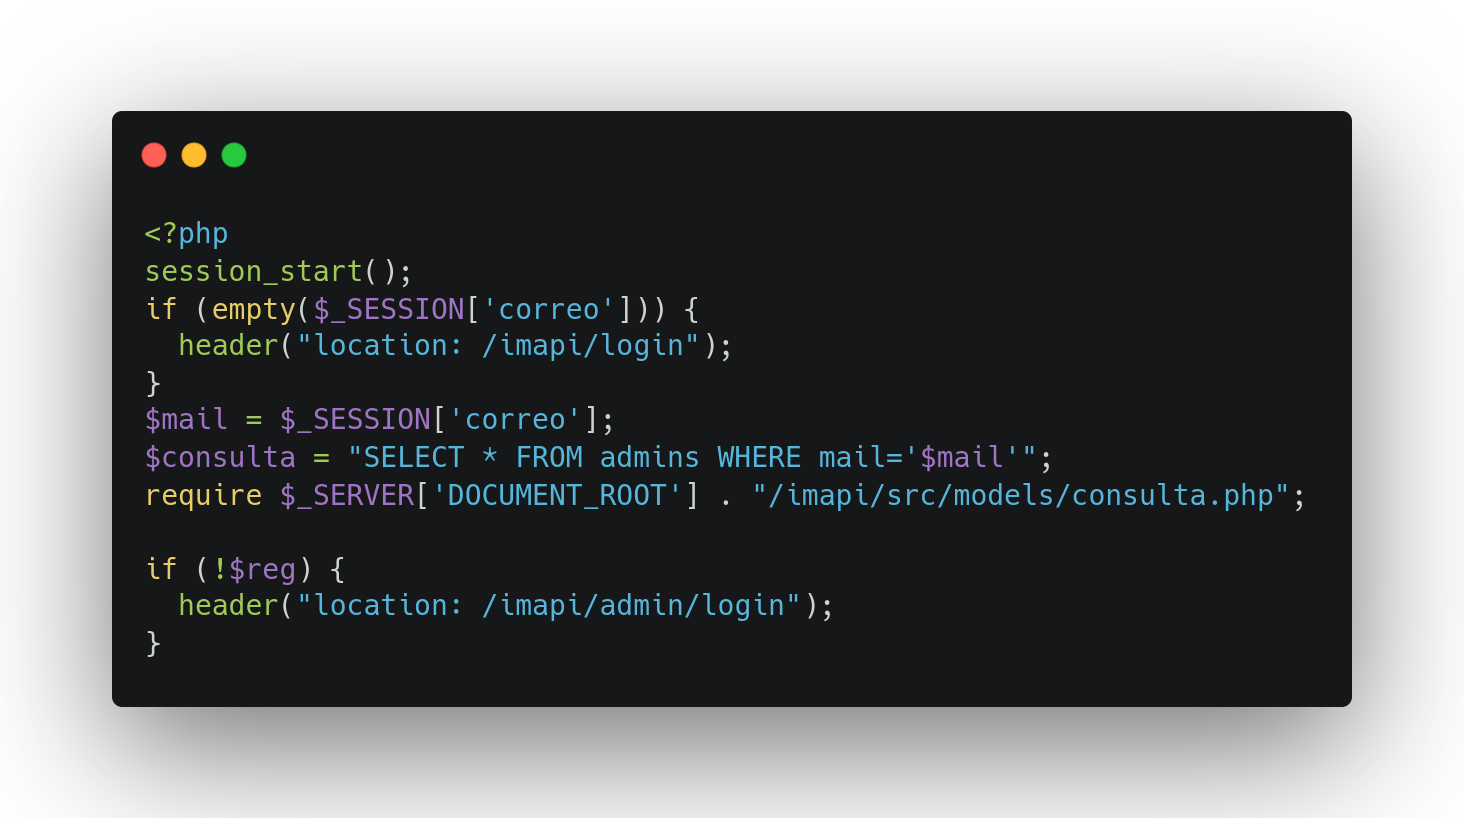 <?php
session_start();
if (empty($_SESSION['correo'])) {
  header("location: /imapi/login");
}
$mail = $_SESSION['correo'];
$consulta = "SELECT * FROM admins WHERE mail='$mail'";
require $_SERVER['DOCUMENT_ROOT'] . "/imapi/src/models/consulta.php";

if (!$reg) {
  header("location: /imapi/admin/login");
}